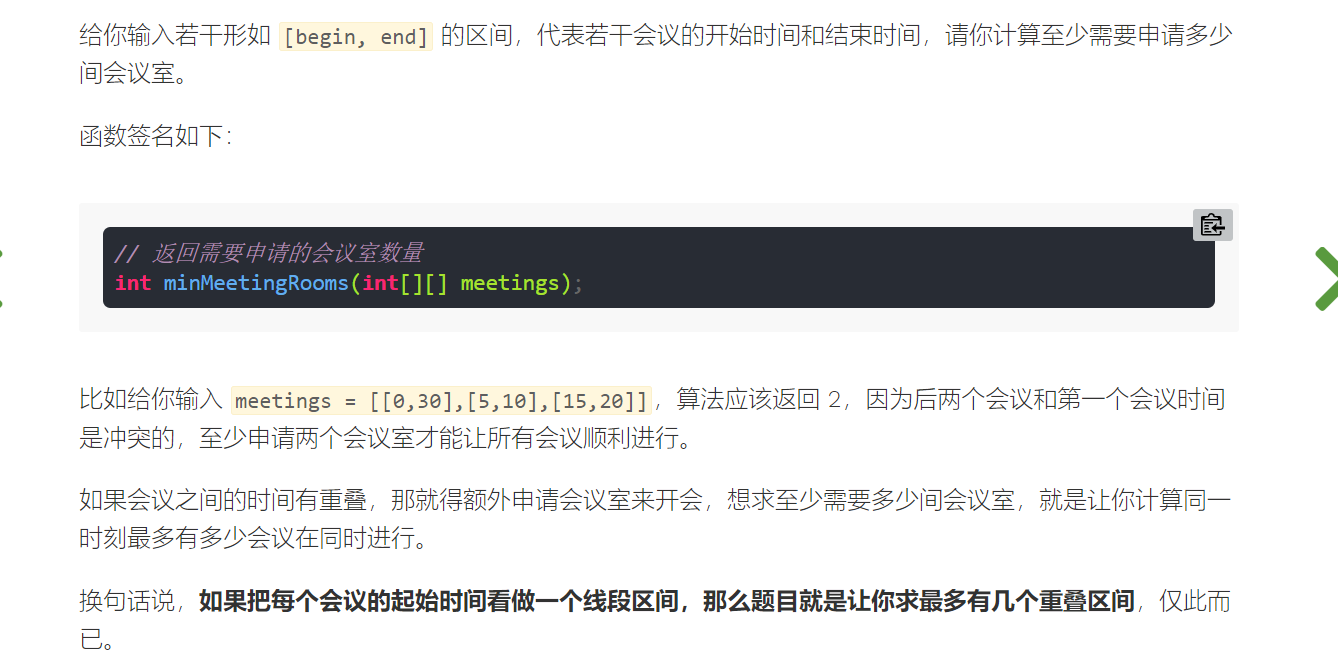 给你输入若干形如 [begin, end] 的区间，代表若干会议的开始时间和结束时间，请你计算至少需要申请多少
间会议室。
函数签名如下：
// 返回需要申请的会议室数量
int minMeetingRooms(int[][] meetings);
比如给你输入 meetings = [[0,30],[5,10],[15,20]]，算法应该返回 2，因为后两个会议和第一个会议时间
是冲突的，至少申请两个会议室才能让所有会议顺利进行。
如果会议之间的时间有重叠，那就得额外申请会议室来开会，想求至少需要多少间会议室，就是让你计算同一
时刻最多有多少会议在同时进行。
换句话说，如果把每个会议的起始时间看做一个线段区间，那么题目就是让你求最多有几个重叠区间，仅此而
已。